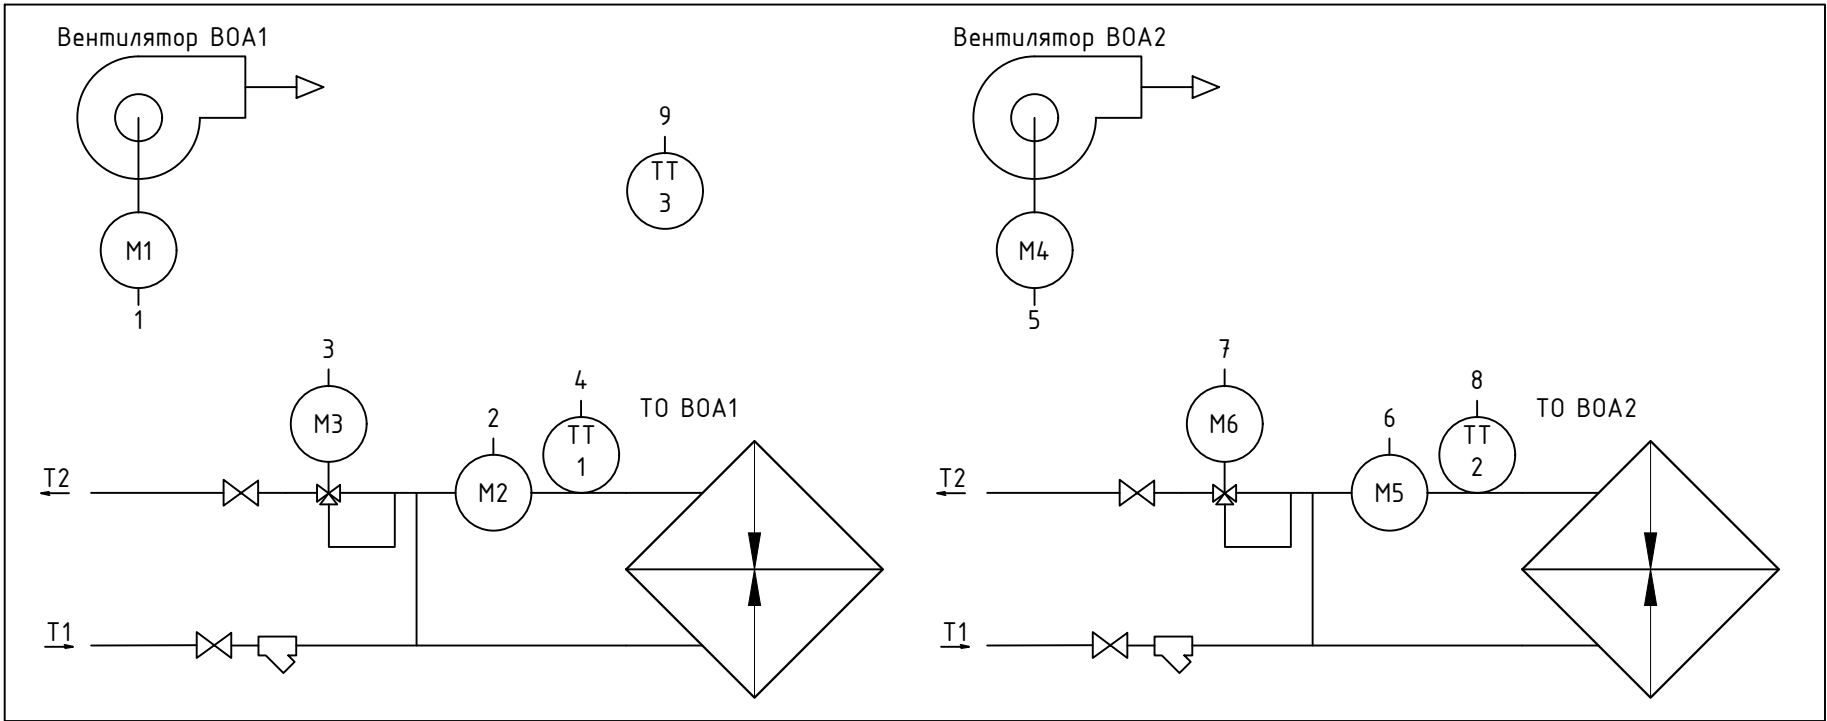 Вентилятор ВОА1
Вентилятор ВОА2
9
ТТ
3
М1
1
М4
5
3
М3
2
М2
4
ТТ
1
ТО ВОА1
Т2
Т1
7
М6
6
М5
8
ТТ
2
ТО ВОА2
Т2
Т1